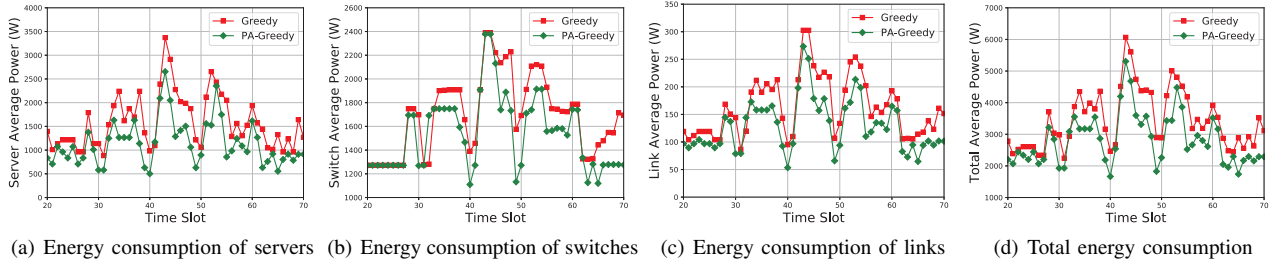 Server Average Power (W)
4000
3500
3000
2500
2000
1500
1000
500
0
20 30 40 50 60 70
Time Slot
Greedy
PA-Greedy
(a) Energy consumption of servers
Switch Average Power (W)
2600
2400
2200
2000
1800
1600
1400
1200
1000
20 30 40 50 60 70
Time Slot
Greedy
PA-Greedy
(b) Energy consumption of switches
Link Average Power (W)
350
300
250
200
150
100
50
0
20 30 40 50 60 70
Time Slot
Greedy
PA-Greedy
(c) Energy consumption of links
Total Average Power (W)
7000
6000
5000
4000
3000
2000
1000
20 30 40 50 60 70
Time Slot
Greedy
PA-Greedy
(d) Total energy consumption